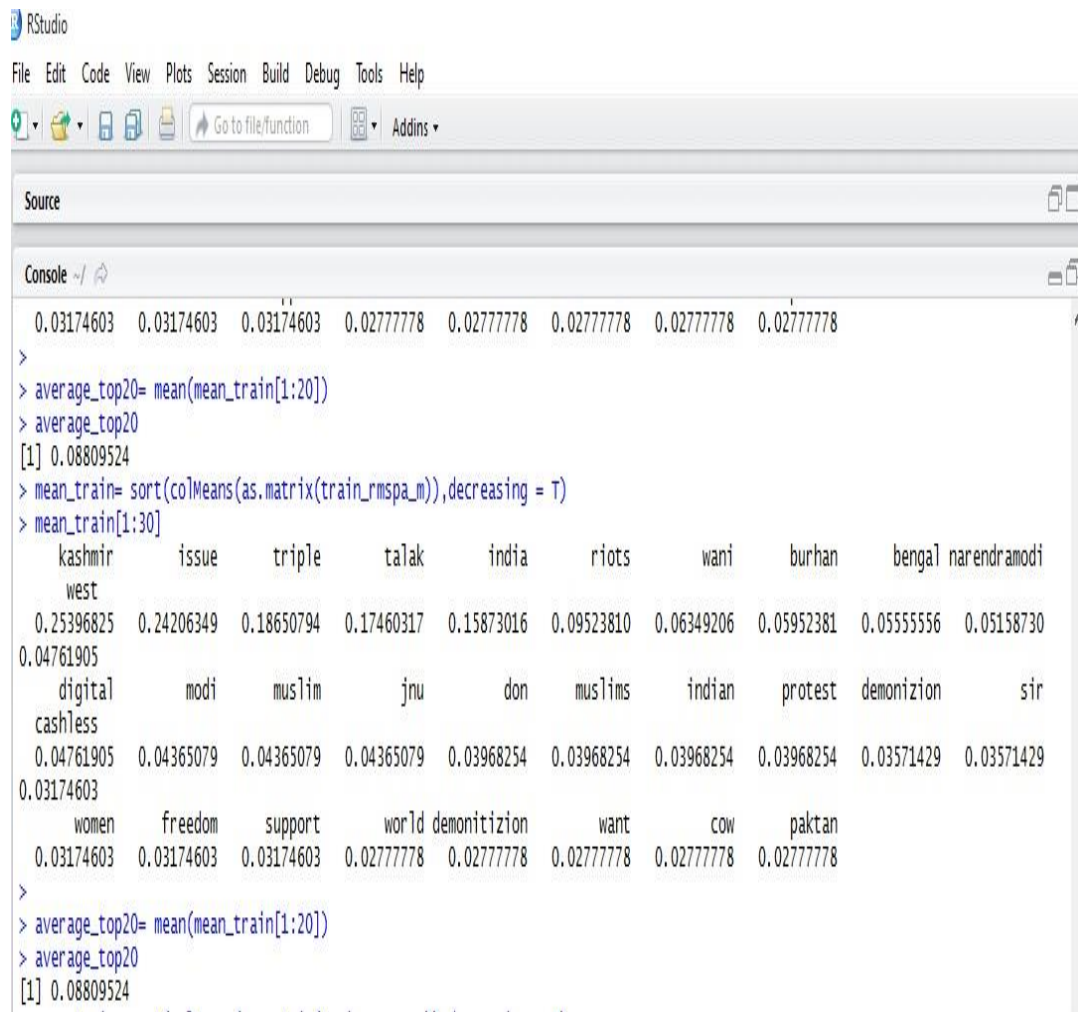 RStudio
File Edit Code View Plots Session Build Debug Tools Help
Go to file/function Addins
Source
Console ~/
0.03174603 0.03174603 0.03174603 0.02777778 0.02777778 0.02777778 0.02777778 0.02777778
>
> average_top20= mean(mean_train[1:20])
> average_top20
[1] 0.08809524
> mean_train= sort(colMeans(as.matrix(train_rmspa_m)),decreasing = T)
> mean_train[1:30]
kashmir issue triple talak india riots wani burhan bengal narendramodi
west
0.25396825 0.24206349 0.18650794 0.17460317 0.15873016 0.09523810 0.06349206 0.05952381 0.05555556 0.05158730
0.04761905
digital modi muslim jnu don muslims indian protest demonizion sir
cashless
0.04761905 0.04365079 0.04365079 0.04365079 0.03968254 0.03968254 0.03968254 0.03968254 0.03571429 0.03571429
0.03174603
women freedom support world demonitizion want cow paktan
0.03174603 0.03174603 0.03174603 0.02777778 0.02777778 0.02777778 0.02777778 0.02777778
>
> average_top20= mean(mean_train[1:20])
> average_top20
[1] 0.08809524